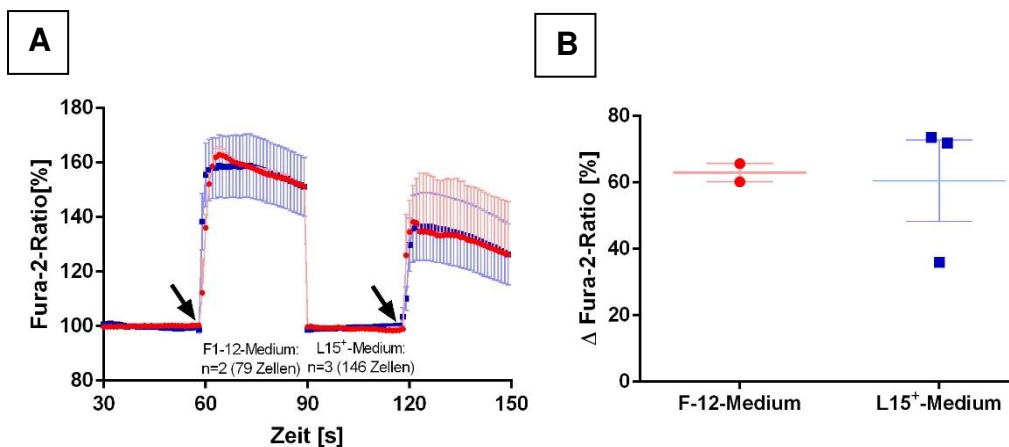 A
B
Fura-2-Ratio[%]
180
160
140
120
100
80
F1-12-Medium:
n=2 (79 Zellen)
L15⁺-Medium:
n=3 (146 Zellen)
30
60
90
120
150
Zeit [s]
Δ Fura-2-Ratio [%]
80
60
40
20
0
F-12-Medium
L15⁺-Medium